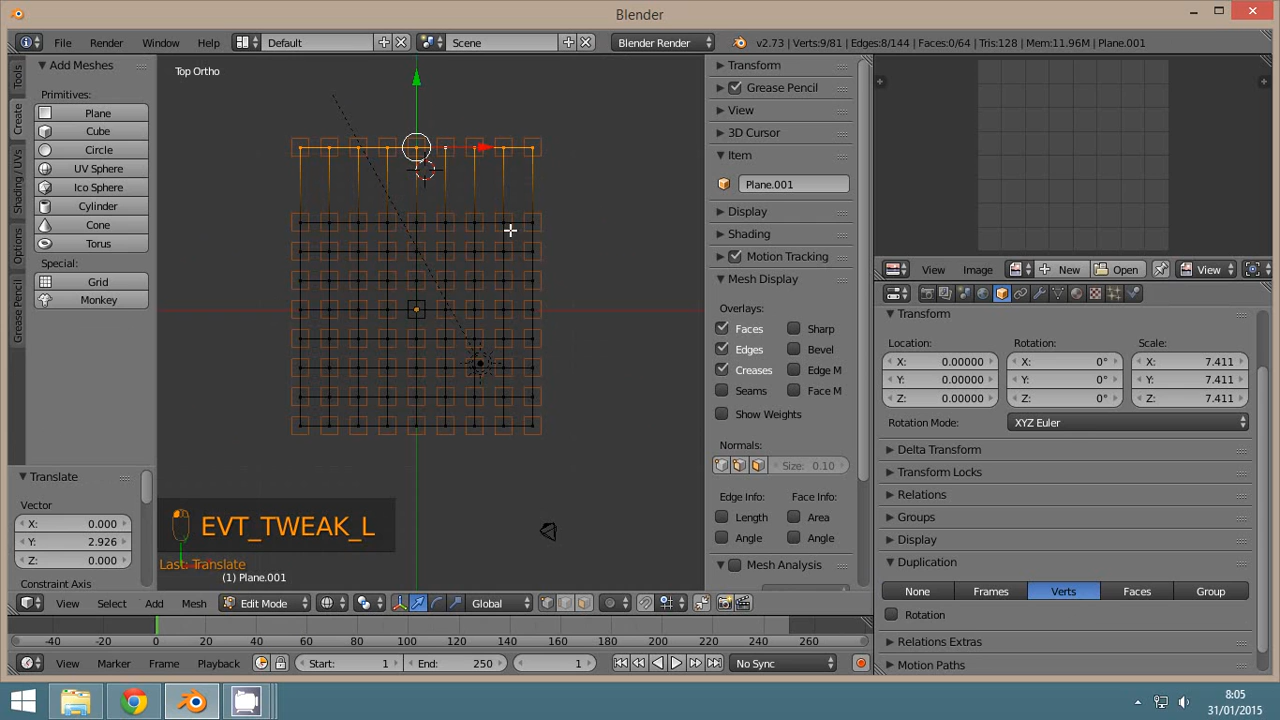 Blender
File Render Window Help Default Scene Blender Render v2.73 | Verts:9/81 | Edges:8/144 | Faces:0/64 | Tris:128 | Mem:11.96M | Plane.001
Tools
Create
Shading / UVs
Options
Grease Pencil
Add Meshes
Primitives:
Plane
Cube
Circle
UV Sphere
Ico Sphere
Cylinder
Cone
Torus
Special:
Grid
Monkey
Translate
Vector
X: 0.000
Y: 2.926
Z: 0.000
Constraint Axis
Top Ortho
EVT_TWEAK_L
Last: Translate
(1) Plane.001
View Select Add Mesh Edit Mode Global
Transform
Grease Pencil
View
3D Cursor
Item
Plane.001
Display
Shading
Motion Tracking
Mesh Display
Overlays:
Faces Sharp
Edges Bevel
Creases Edge M
Seams Face M
Show Weights
Normals:
Size: 0.10
Edge Info: Face Info:
Length Area
Angle Angle
Mesh Analysis
View Image New Open View
Transform
Location: Rotation: Scale:
X: 0.00000 X: 0° X: 7.411
Y: 0.00000 Y: 0° Y: 7.411
Z: 0.00000 Z: 0° Z: 7.411
Rotation Mode: XYZ Euler
Delta Transform
Transform Locks
Relations
Groups
Display
Duplication
None Frames Verts Faces Group
Rotation
Relations Extras
Motion Paths
-40 -20 0 20 40 60 80 100 120 140 160 180 200 220 240 260
View Marker Frame Playback Start: 1 End: 250 1 No Sync
8:05
31/01/2015